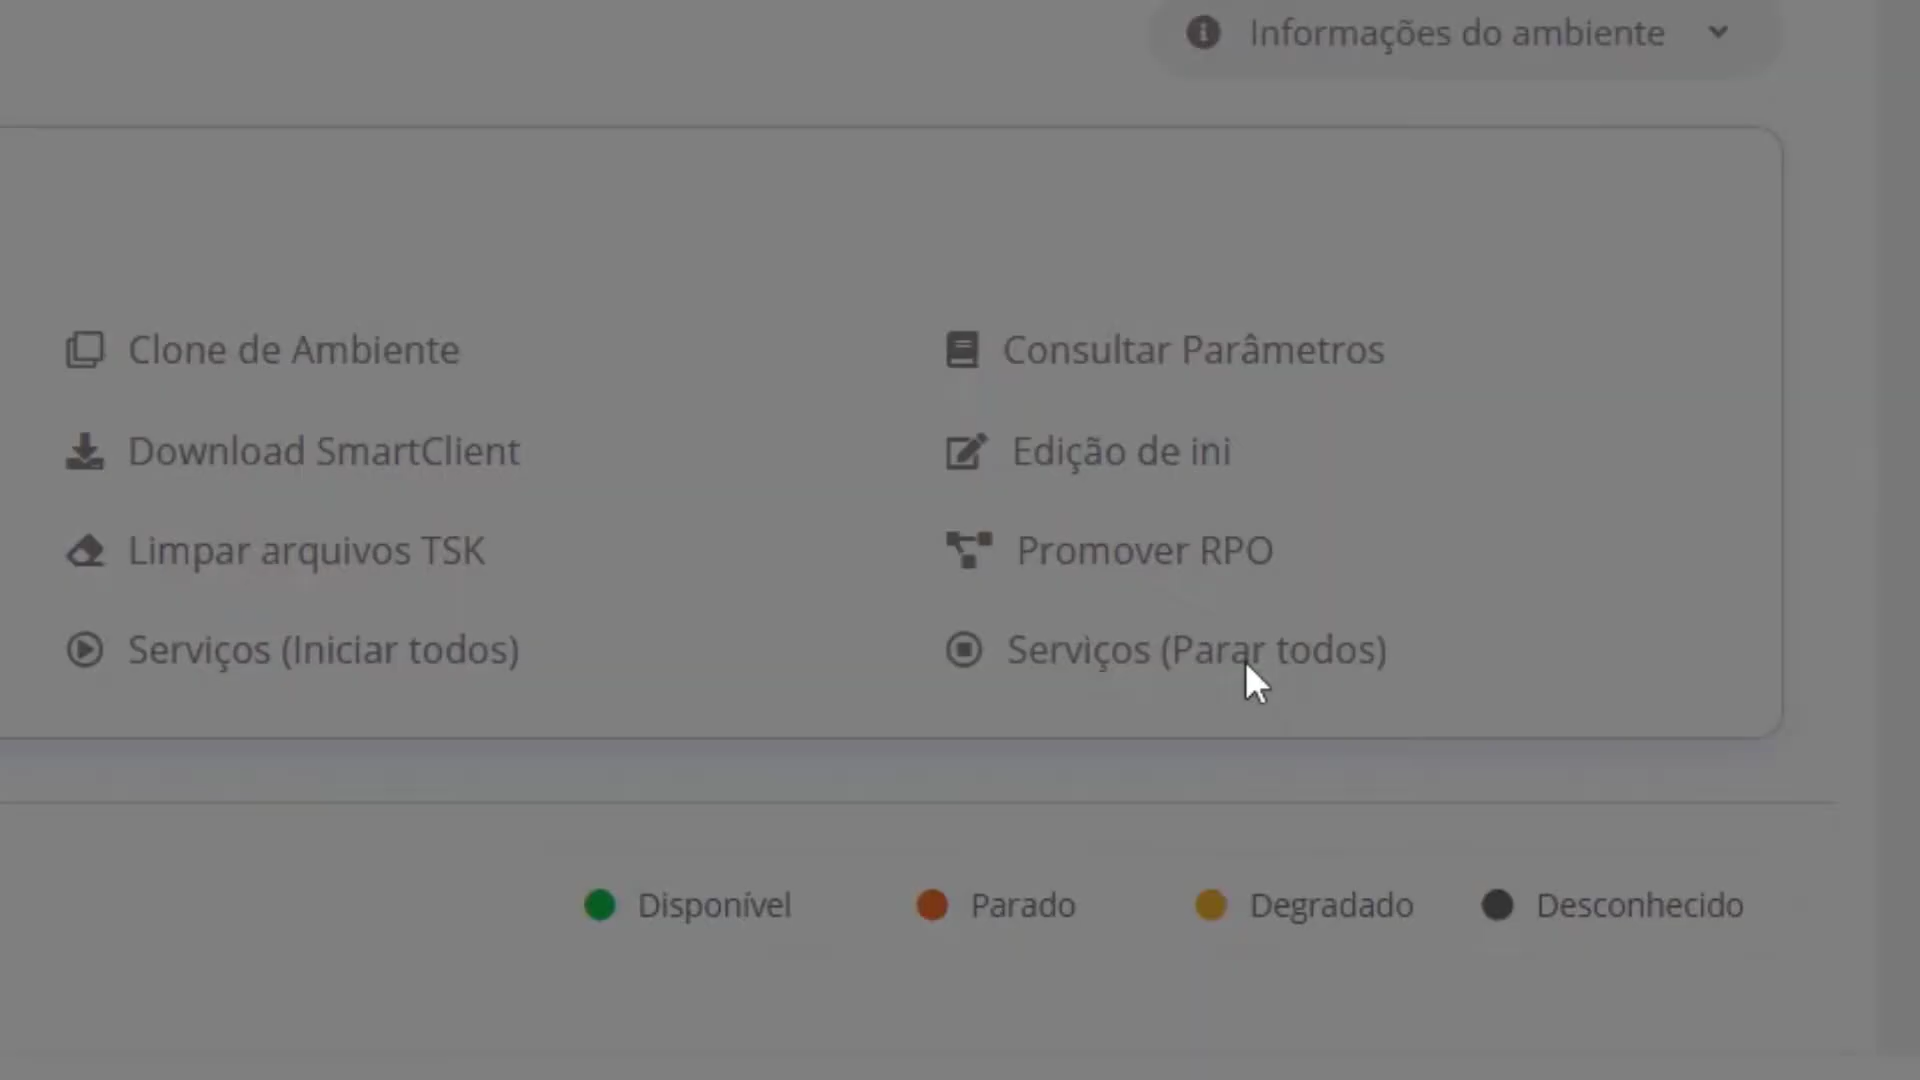 Informações do ambiente
Clone de Ambiente
Consultar Parâmetros
Download SmartClient
Edição de ini
Limpar arquivos TSK
Promover RPO
Serviços (Iniciar todos)
Serviços (Parar todos)
Disponível
Parado
Degradado
Desconhecido